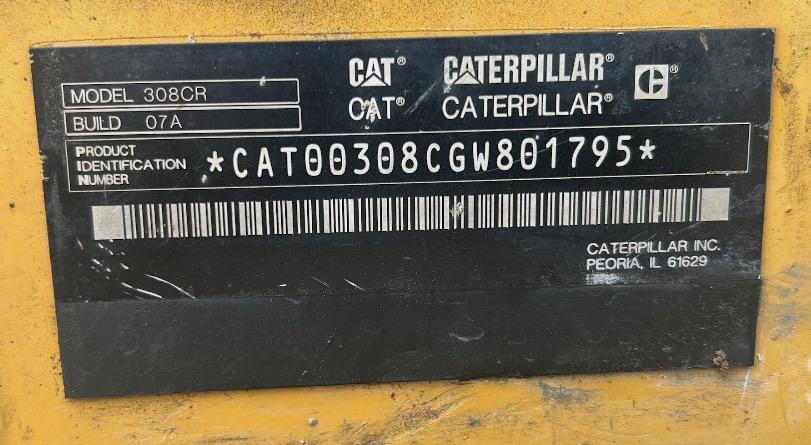 CAT® CATERPILLAR® C®
CAT® CATERPILLAR®
MODEL 308CR
BUILD 07A
PRODUCT IDENTIFICATION NUMBER
*CAT00308CGW801795*
CATERPILLAR INC.
PEORIA, IL 61629